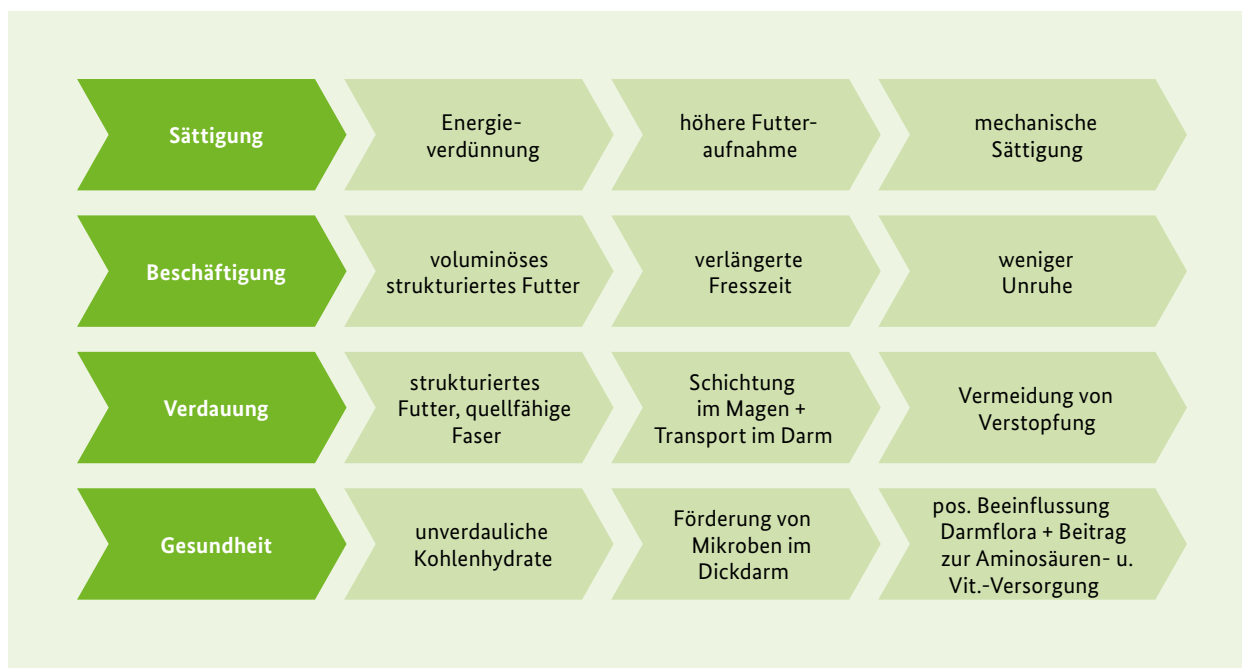 Sättigung
Energie-
verdünnung
höhere Futter-
aufnahme
mechanische
Sättigung
Beschäftigung
voluminöses
strukturiertes Futter
verlängerte
Fresszeit
weniger
Unruhe
Verdauung
strukturiertes
Futter, quellfähige
Faser
Schichtung
im Magen +
Transport im Darm
Vermeidung von
Verstopfung
Gesundheit
unverdauliche
Kohlenhydrate
Förderung von
Mikroben im
Dickdarm
pos. Beeinflussung
Darmflora + Beitrag
zur Aminosäuren- u.
Vit.-Versorgung